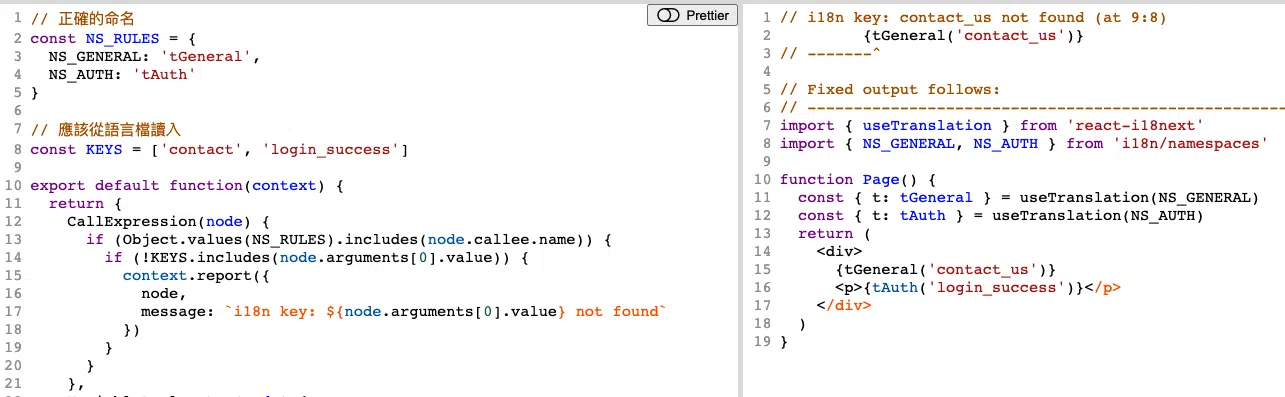 1 // 正確的命名
2 const NS_RULES = {
3   NS_GENERAL: 'tGeneral',
4   NS_AUTH: 'tAuth'
5 }
6
7 // 應該從語言檔讀入
8 const KEYS = ['contact', 'login_success']
9
10 export default function(context) {
11   return {
12     CallExpression(node) {
13       if (Object.values(NS_RULES).includes(node.callee.name)) {
14         if (!KEYS.includes(node.arguments[0].value)) {
15           context.report({
16             node,
17             message: `i18n key: ${node.arguments[0].value} not found`
18           })
19         }
20       }
21     },
Prettier
1 // i18n key: contact_us not found (at 9:8)
2          {tGeneral('contact_us')}
3 // -------^
4
5 // Fixed output follows:
6 // ----------------------------------------------------
7 import { useTranslation } from 'react-i18next'
8 import { NS_GENERAL, NS_AUTH } from 'i18n/namespaces'
9
10 function Page() {
11   const { t: tGeneral } = useTranslation(NS_GENERAL)
12   const { t: tAuth } = useTranslation(NS_AUTH)
13   return (
14     <div>
15       {tGeneral('contact_us')}
16       <p>{tAuth('login_success')}</p>
17     </div>
18   )
19 }